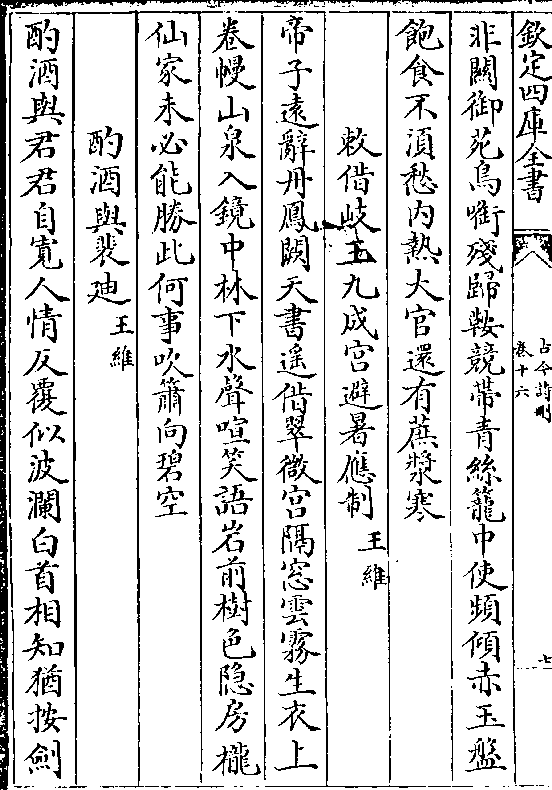 欽定四庫全書
古今詩刪
卷十六
七
非關御苑鳥啣殘歸鞍競帶青絲籠中使頻傾赤玉盤
飽食不湏愁内熱大官還有蔗漿寒
敕借岐王九成宮避暑應制 王維
帝子遠辭丹鳳闕天書遥借翠微宮隔窓雲霧生衣上
卷幔山泉入鏡中林下水聲喧笑語岩前樹色隐房櫳
仙家未必能勝此何事吹簫向碧空
酌酒與裴廸 王維
酌酒與君君自寛人情反覆似波瀾白首相知猶按劍